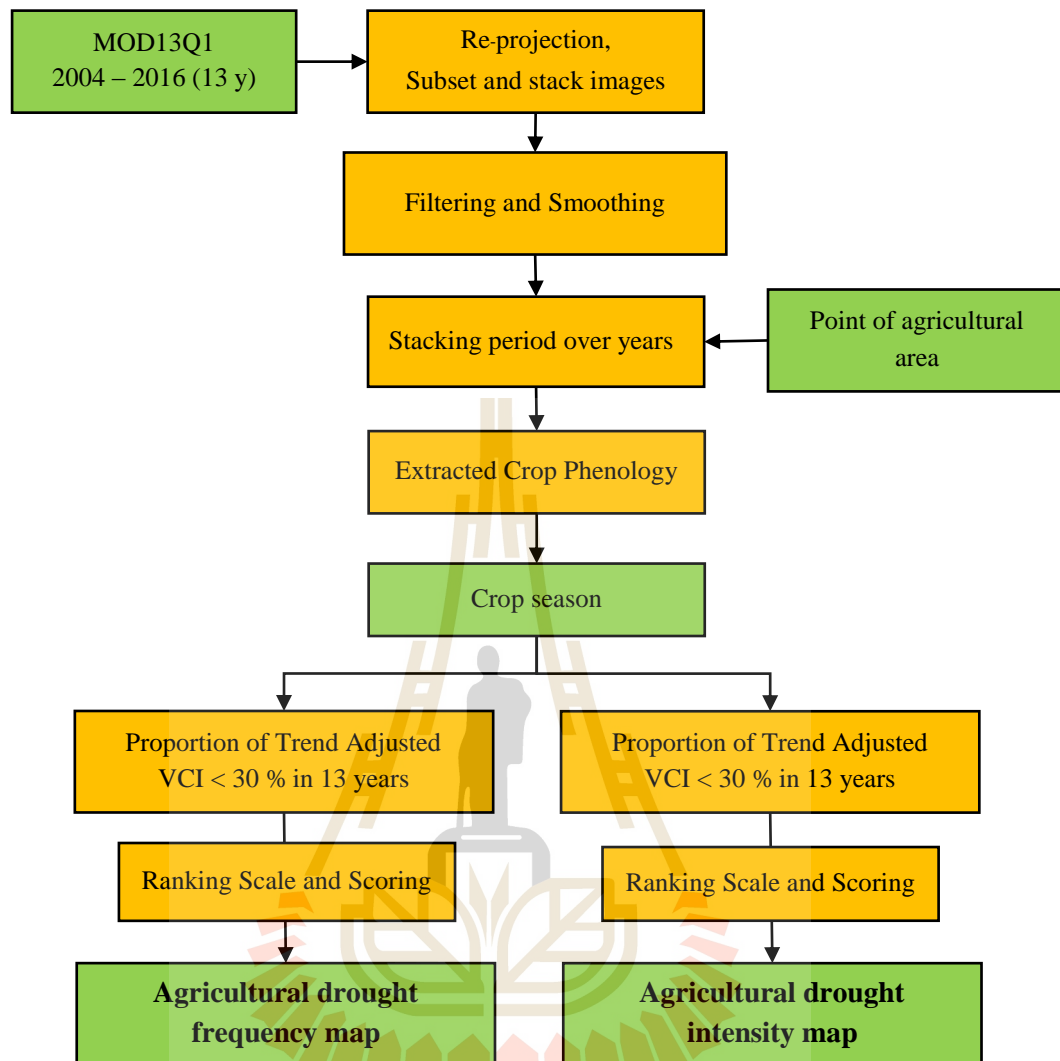 MOD13Q1
2004 – 2016 (13 y)
Re-projection,
Subset and stack images
Filtering and Smoothing
Stacking period over years
Point of agricultural
area
Extracted Crop Phenology
Crop season
Proportion of Trend Adjusted
VCI < 30 % in 13 years
Proportion of Trend Adjusted
VCI < 30 % in 13 years
Ranking Scale and Scoring
Ranking Scale and Scoring
Agricultural drought
frequency map
Agricultural drought
intensity map